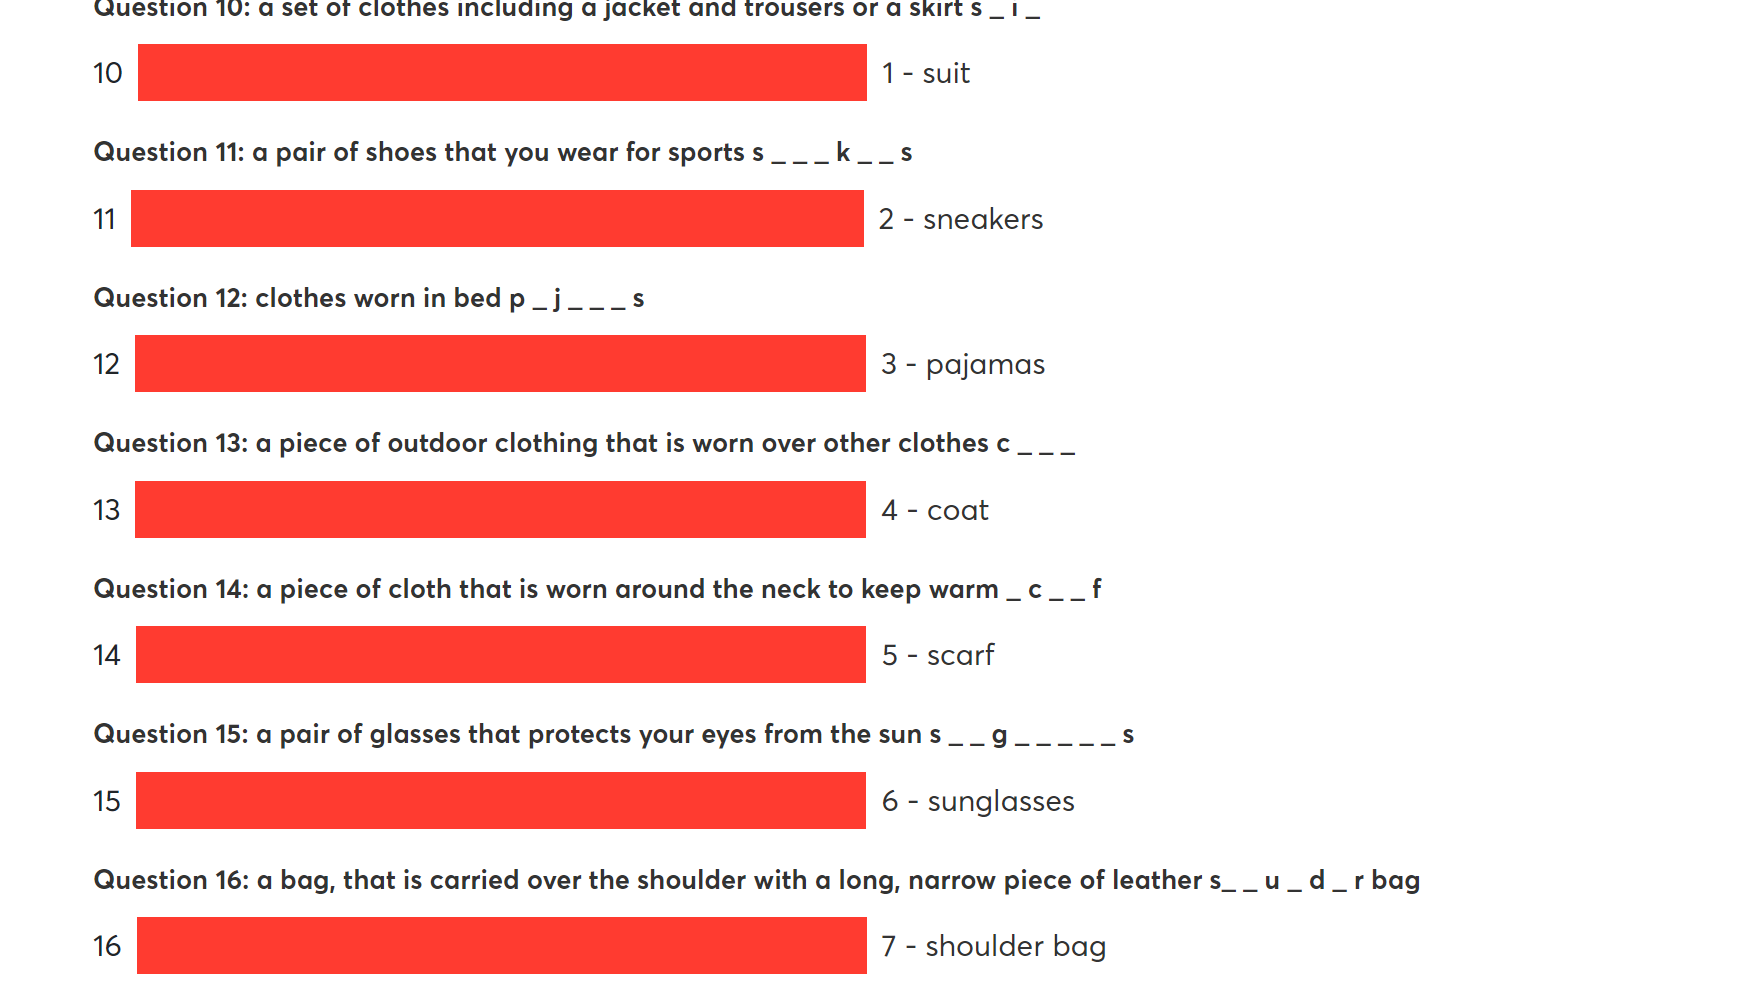 Question 10: a set of clothes including a jacket and trousers or a skirt s _ i _
10 1 - suit
Question 11: a pair of shoes that you wear for sports s _ _ _ k _ _ s
11 2 - sneakers
Question 12: clothes worn in bed p _ j _ _ _ s
12 3 - pajamas
Question 13: a piece of outdoor clothing that is worn over other clothes c _ _ _
13 4 - coat
Question 14: a piece of cloth that is worn around the neck to keep warm _ c _ _ f
14 5 - scarf
Question 15: a pair of glasses that protects your eyes from the sun s _ _ g _ _ _ _ _ s
15 6 - sunglasses
Question 16: a bag, that is carried over the shoulder with a long, narrow piece of leather s_ _ u _ d _ r bag
16 7 - shoulder bag